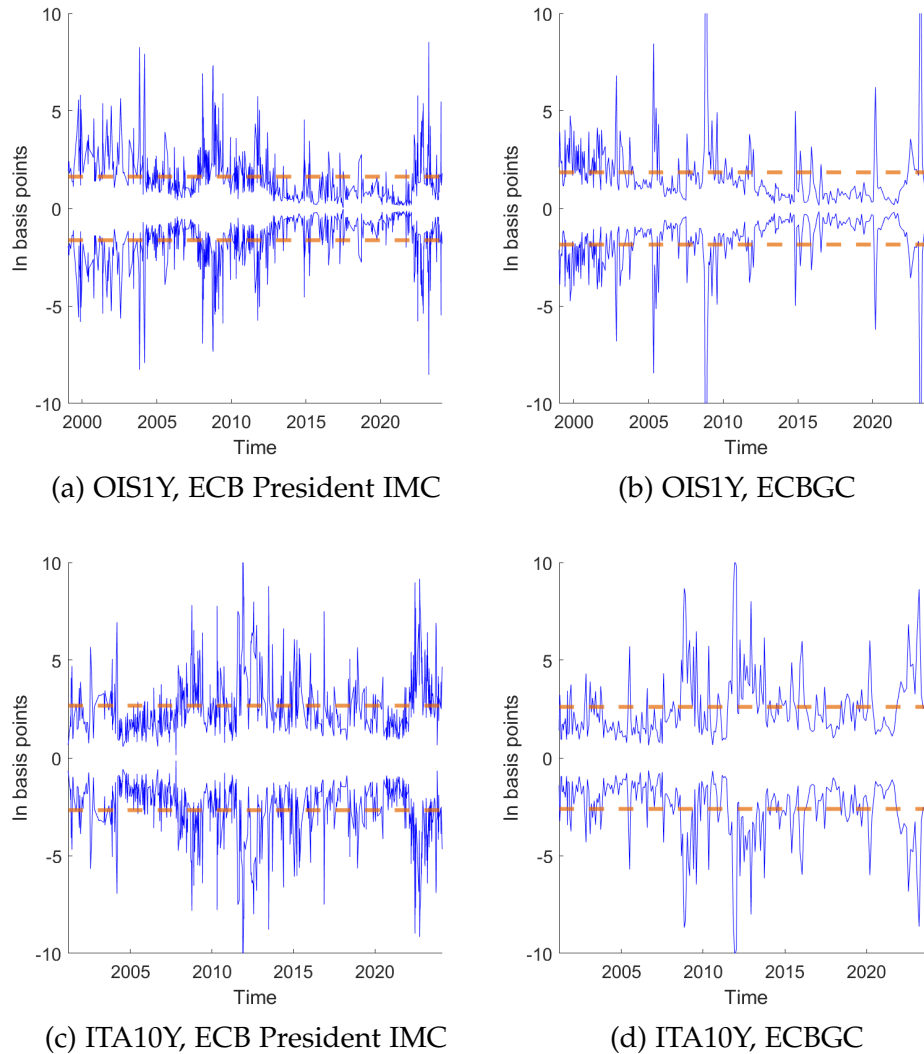 10
5
0
-5
-10
In basis points
2000 2005 2010 2015 2020
Time
(a) OIS1Y, ECB President IMC
10
5
0
-5
-10
In basis points
2000 2005 2010 2015 2020
Time
(b) OIS1Y, ECBGC
10
5
0
-5
-10
In basis points
2005 2010 2015 2020
Time
(c) ITA10Y, ECB President IMC
10
5
0
-5
-10
In basis points
2005 2010 2015 2020
Time
(d) ITA10Y, ECBGC